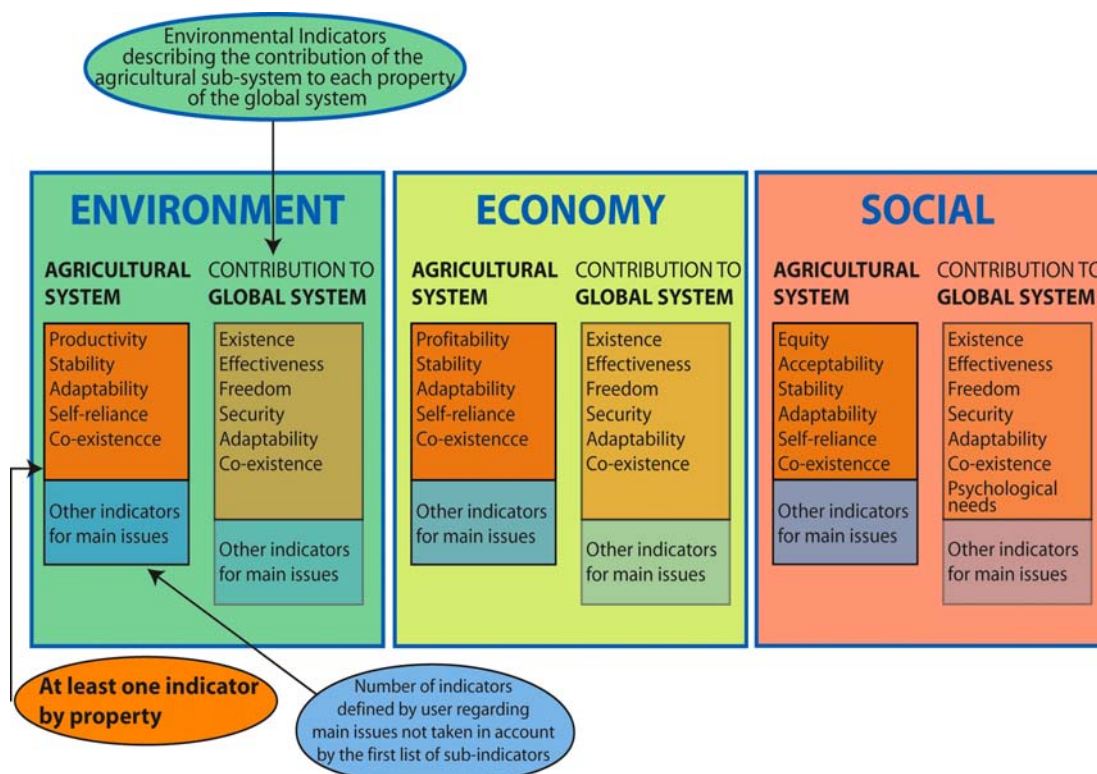 Environmental Indicators
describing the contribution of the
agricultural sub-system to each property
of the global system
ENVIRONMENT
AGRICULTURAL
SYSTEM
CONTRIBUTION TO
GLOBAL SYSTEM
Productivity
Stability
Adaptability
Self-reliance
Co-existencce
Other indicators
for main issues
Existence
Effectiveness
Freedom
Security
Adaptability
Co-existence
Other indicators
for main issues
ECONOMY
AGRICULTURAL
SYSTEM
CONTRIBUTION TO
GLOBAL SYSTEM
Profitability
Stability
Adaptability
Self-reliance
Co-existencce
Other indicators
for main issues
Existence
Effectiveness
Freedom
Security
Adaptability
Co-existence
Other indicators
for main issues
SOCIAL
AGRICULTURAL
SYSTEM
CONTRIBUTION TO
GLOBAL SYSTEM
Equity
Acceptability
Stability
Adaptability
Self-reliance
Co-existencce
Other indicators
for main issues
Existence
Effectiveness
Freedom
Security
Adaptability
Co-existence
Psychological
needs
Other indicators
for main issues
At least one indicator
by property
Number of indicators
defined by user regarding
main issues not taken in account
by the first list of sub-indicators